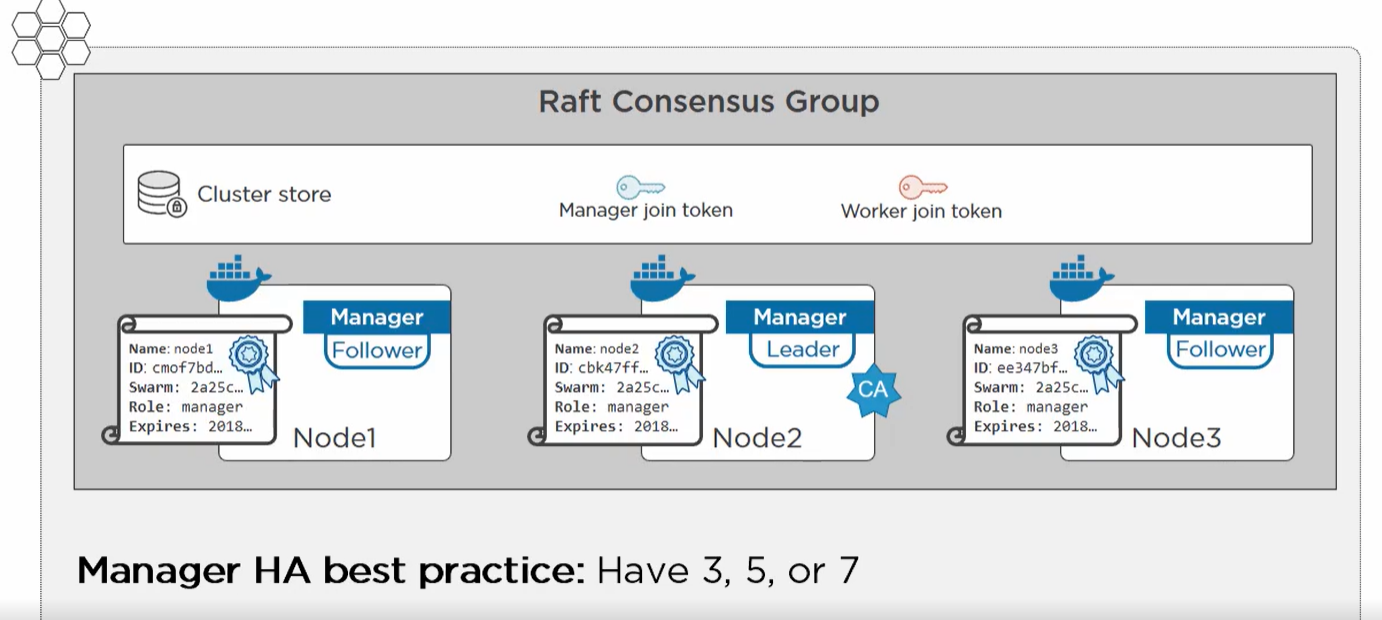 Raft Consensus Group
Cluster store
Manager join token
Worker join token
Manager
Follower
Name: node1
ID: cmof7bd...
Swarm: 2a25c...
Role: manager
Expires: 2018...
Node1
Manager
Leader
Name: node2
ID: cbk47ff...
Swarm: 2a25c...
Role: manager
Expires: 2018...
CA
Node2
Manager
Follower
Name: node3
ID: ee347bf...
Swarm: 2a25c...
Role: manager
Expires: 2018...
Node3
Manager HA best practice: Have 3, 5, or 7